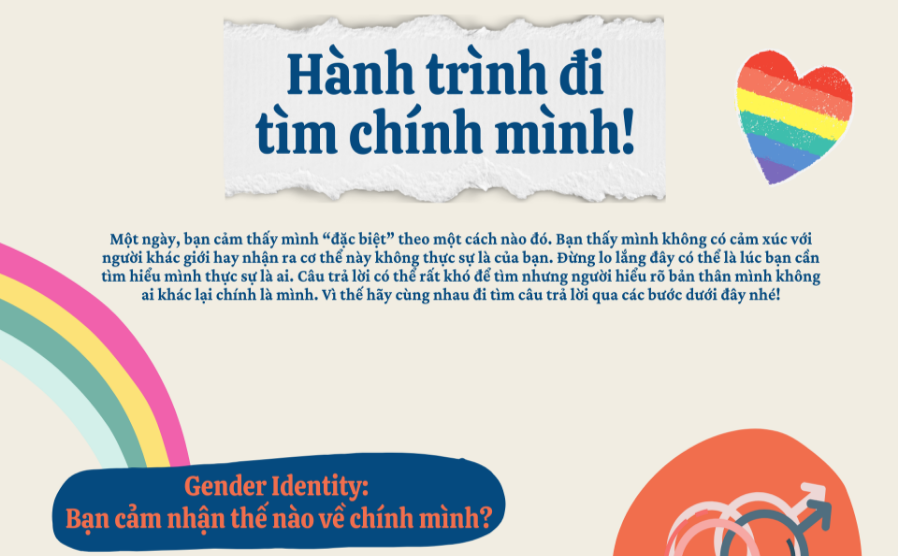 Hành trình đi
tìm chính mình!
Một ngày, bạn cảm thấy mình “đặc biệt” theo một cách nào đó. Bạn thấy mình không có cảm xúc với
người khác giới hay nhận ra cơ thể này không thực sự là của bạn. Đừng lo lắng đây có thể là lúc bạn cần
tìm hiểu mình thực sự là ai. Câu trả lời có thể rất khó để tìm nhưng người hiểu rõ bản thân mình không
ai khác lại chính là mình. Vì thế hãy cùng nhau đi tìm câu trả lời qua các bước dưới đây nhé!
Gender Identity:
Bạn cảm nhận thế nào về chính mình?